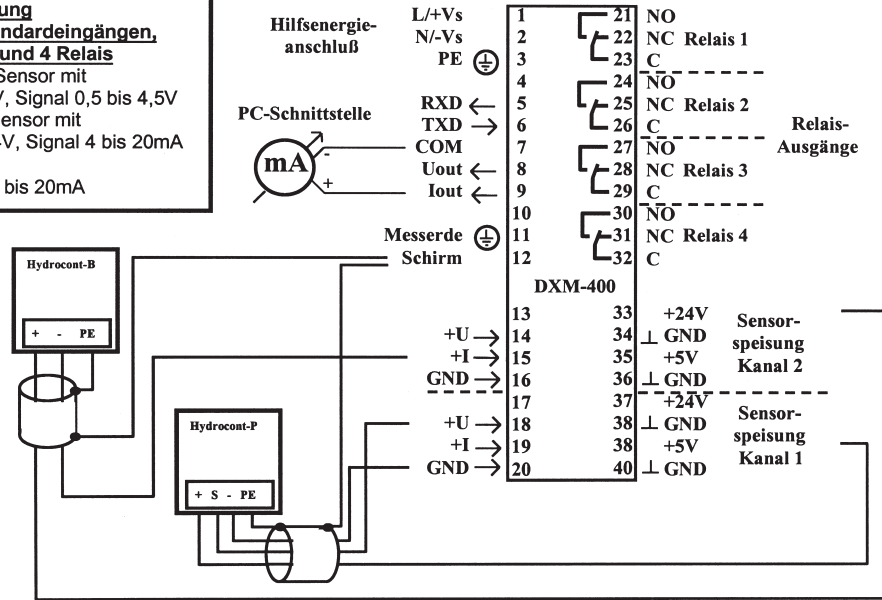 ung
ndardeingängen,
und 4 Relais
Sensor mit
V, Signal 0,5 bis 4,5V
ensor mit
V, Signal 4 bis 20mA
bis 20mA
Hilfsenergie-
anschluß
L/+Vs 1 21 NO
N/-Vs 2 22 NC Relais 1
PE 3 23 C
4 24 NO
PC-Schnittstelle
RXD 5 25 NC Relais 2
TXD 6 26 C
Relais-
Ausgänge
COM 7 27 NO
mA
-
+
Uout 8 28 NC Relais 3
Iout 9 29 C
10 30 NO
Messerde 11 31 NC Relais 4
Schirm 12 32 C
DXM-400
13 33 +24V
+U 14 34 ⊥ GND
+I 15 35 +5V
GND 16 36 ⊥ GND
Sensor-
speisung
Kanal 2
17 37 +24V
+U 18 38 ⊥ GND
+I 19 38 +5V
GND 20 40 ⊥ GND
Sensor-
speisung
Kanal 1
Hydrocont-B
+ - PE
Hydrocont-P
+ S - PE